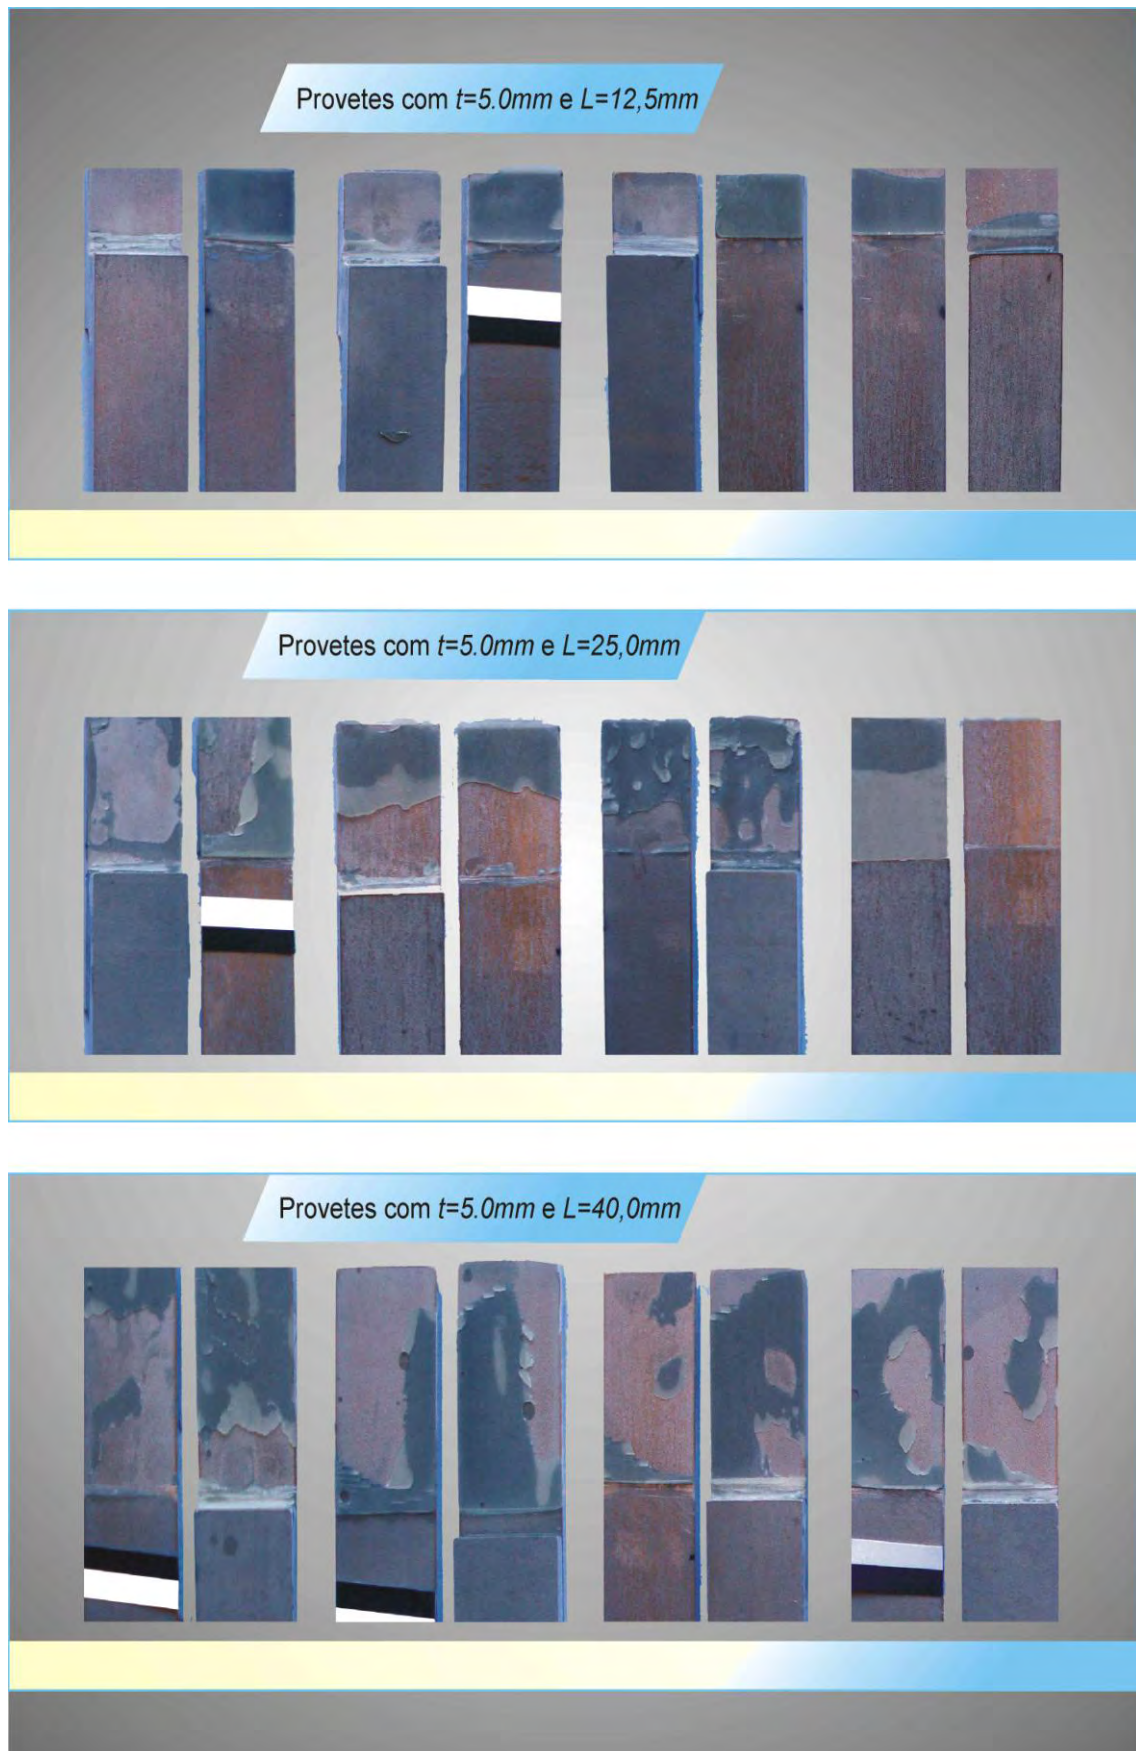 Provetes com t=5.0mm e L=12,5mm
Provetes com t=5.0mm e L=25,0mm
Provetes com t=5.0mm e L=40,0mm